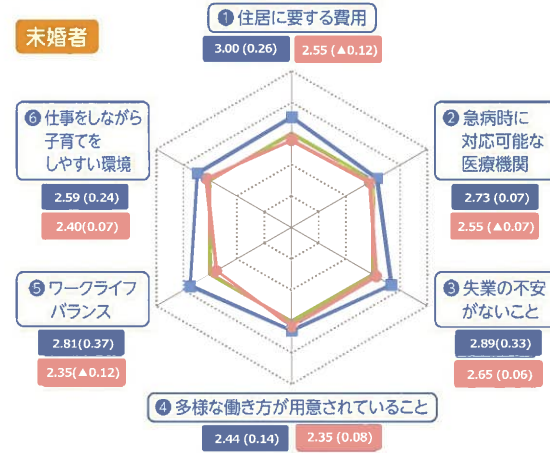 未婚者
❶ 住居に要する費用
3.00 (0.26) 2.55 (▲0.12)
❷ 急病時に
対応可能な
医療機関
2.73 (0.07)
2.55 (▲0.07)
❸ 失業の不安
がないこと
2.89 (0.33)
2.65 (0.06)
❹ 多様な働き方が用意されていること
2.44 (0.14) 2.35 (0.08)
❺ ワークライフ
バランス
2.81 (0.37)
2.35(▲0.12)
❻ 仕事をしながら
子育てを
しやすい環境
2.59 (0.24)
2.40(0.07)